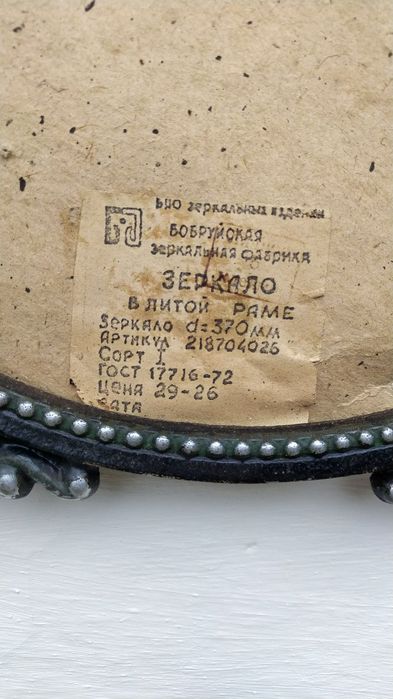 БПО зеркальных изделий
БОБРУЙСКАЯ
зеркальная фабрика
ЗЕРКАЛО
В ЛИТОЙ РАМЕ
Зеркало d=370мм
Артикул 218704026
Сорт I
ГОСТ 17716-72
Цена 29-26
Дата